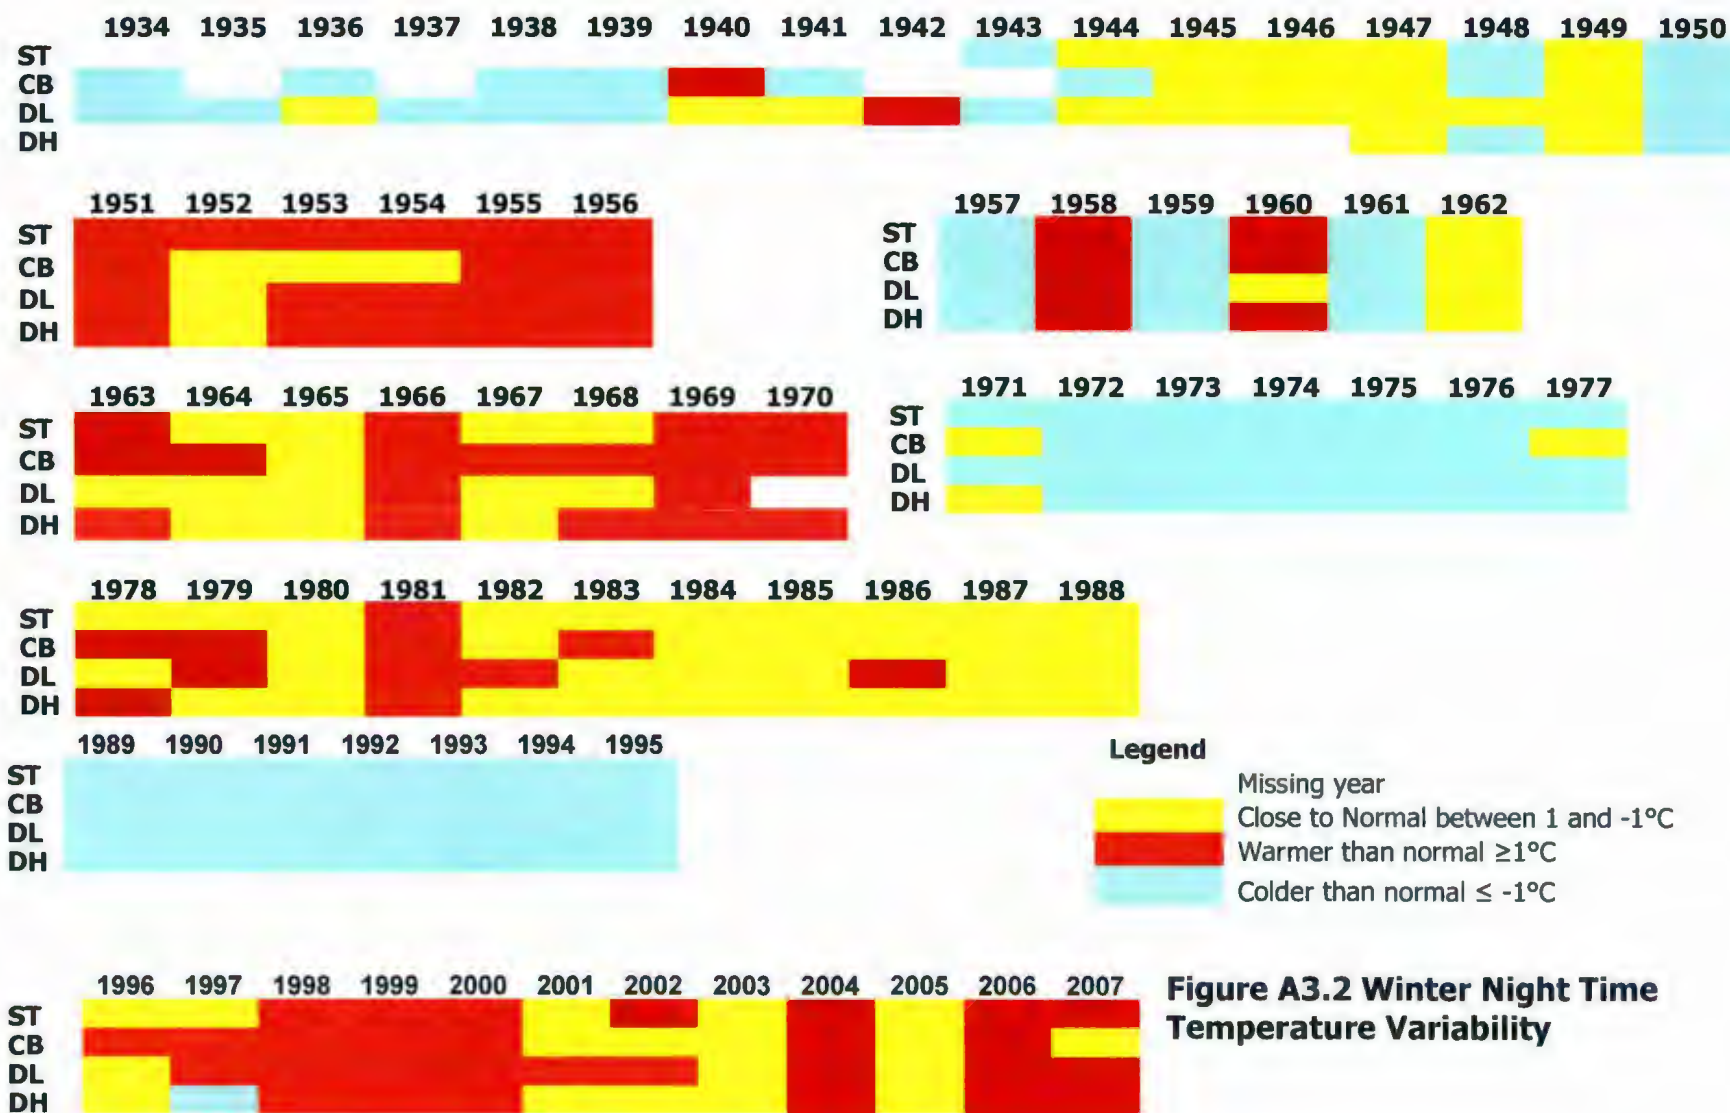 1934 1935 1936 1937 1938 1939 1940 1941 1942 1943 1944 1945 1946 1947 1948 1949 1950
ST
CB
DL
DH
1951 1952 1953 1954 1955 1956
ST
CB
DL
DH
1957 1958 1959 1960 1961 1962
ST
CB
DL
DH
1963 1964 1965 1966 1967 1968 1969 1970
ST
CB
DL
DH
1971 1972 1973 1974 1975 1976 1977
ST
CB
DL
DH
1978 1979 1980 1981 1982 1983 1984 1985 1986 1987 1988
ST
CB
DL
DH
1989 1990 1991 1992 1993 1994 1995
ST
CB
DL
DH
Legend
Missing year
Close to Normal between 1 and -1°C
Warmer than normal ≥1°C
Colder than normal ≤ -1°C
1996 1997 1998 1999 2000 2001 2002 2003 2004 2005 2006 2007
ST
CB
DL
DH
Figure A3.2 Winter Night Time
Temperature Variability